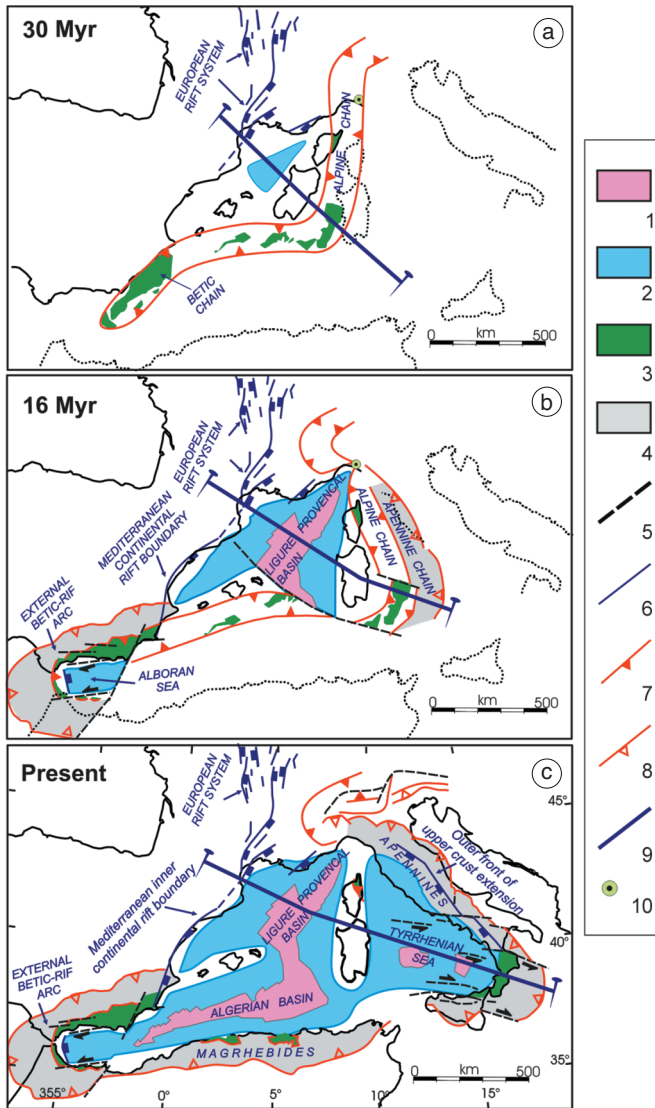 30 Myr
a
EUROPEAN
RIFT SYSTEM
ALPINE CHAIN
BETIC
CHAIN
0 km 500
16 Myr
b
EUROPEAN
RIFT SYSTEM
MEDITERRANEAN
CONTINENTAL
RIFT BOUNDARY
LIGURE PROVENCAL
BASIN
ALPINE CHAIN
APENNINE CHAIN
EXTERNAL
BETIC-RIF
ARC
ALBORAN
SEA
0 km 500
Present
c
EUROPEAN
RIFT SYSTEM
45°
Outer front of
upper crust extension
APENNINES
Mediterranean inner
continental rift boundary
LIGURE PROVENCAL
BASIN
TYRRHENIAN
SEA
40°
EXTERNAL
BETIC-RIF
ARC
ALGERIAN BASIN
MAGRHEBIDES
0 km 500
35°
355° 0° 5° 10° 15°
1
2
3
4
5
6
7
8
9
10